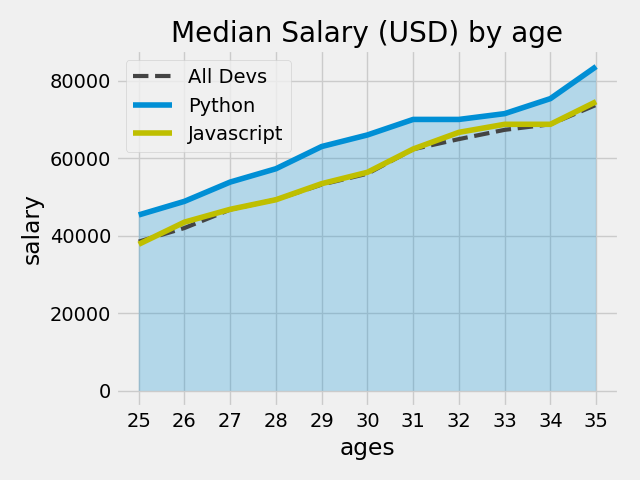 Median Salary (USD) by age
All Devs
Python
Javascript
80000
60000
40000
20000
0
salary
25 26 27 28 29 30 31 32 33 34 35
ages